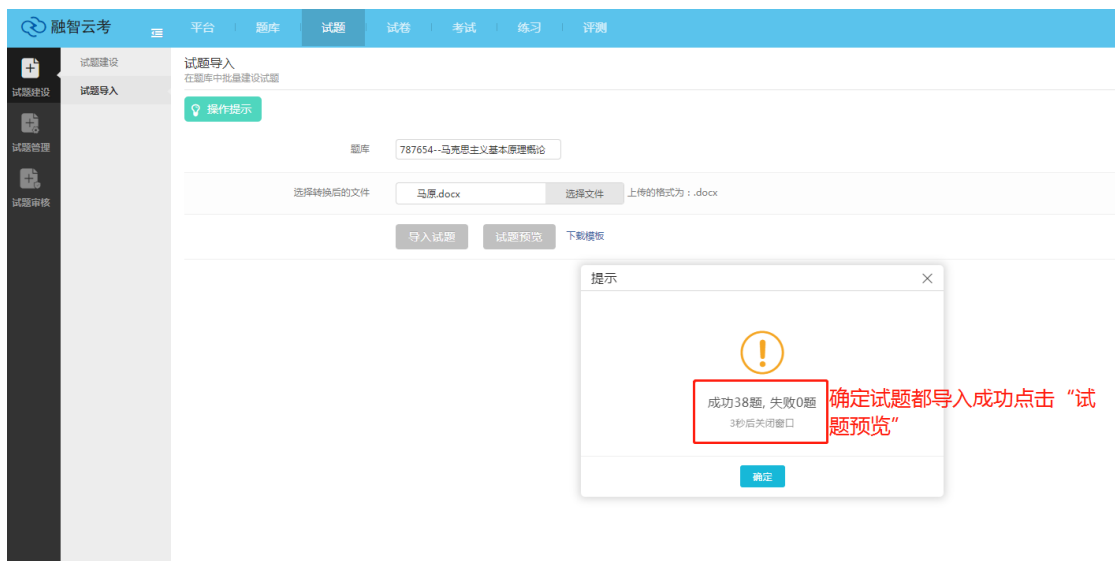 融智云考
平台 题库 试题 试卷 考试 练习 评测
试题建设
试题管理
试题审核
试题建设
试题导入
试题导入
在题库中批量建设试题
操作提示
题库 787654--马克思主义基本原理概论
选择转换后的文件 马原.docx 选择文件 上传的格式为：.docx
导入试题 试题预览 下载模板
提示
成功38题, 失败0题
3秒后关闭窗口
确定
确定试题都导入成功点击“试
题预览”